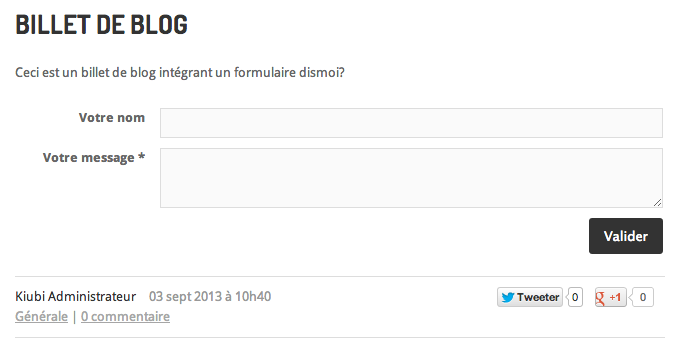 BILLET DE BLOG
Ceci est un billet de blog intégrant un formulaire dismoi?
Votre nom
Votre message *
Valider
Kiubi Administrateur 03 sept 2013 à 10h40 Tweeter 0 g +1 0
Générale | 0 commentaire